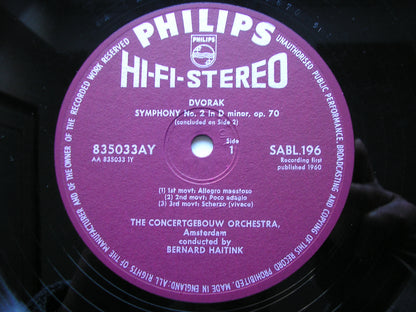 PHILIPS
PHILIPS
HI-FI-STEREO
DVORAK
SYMPHONY No. 2 in D minor, op. 70
(concluded on Side 2)
835033AY
AA 835033 1Y
Side
1
SABL.196
Recording first
published 1960
(1) 1st movt: Allegro maestoso
(2) 2nd movt: Poco adagio
(3) 3rd movt: Scherzo (vivace)
THE CONCERTGEBOUW ORCHESTRA,
Amsterdam
conducted by
BERNARD HAITINK
ALL RIGHTS OF THE MANUFACTURER AND OF THE OWNER OF THE RECORDED WORK RESERVED
UNAUTHORISED PUBLIC PERFORMANCE, BROADCASTING AND COPYING OF THIS RECORD PROHIBITED. MADE IN ENGLAND